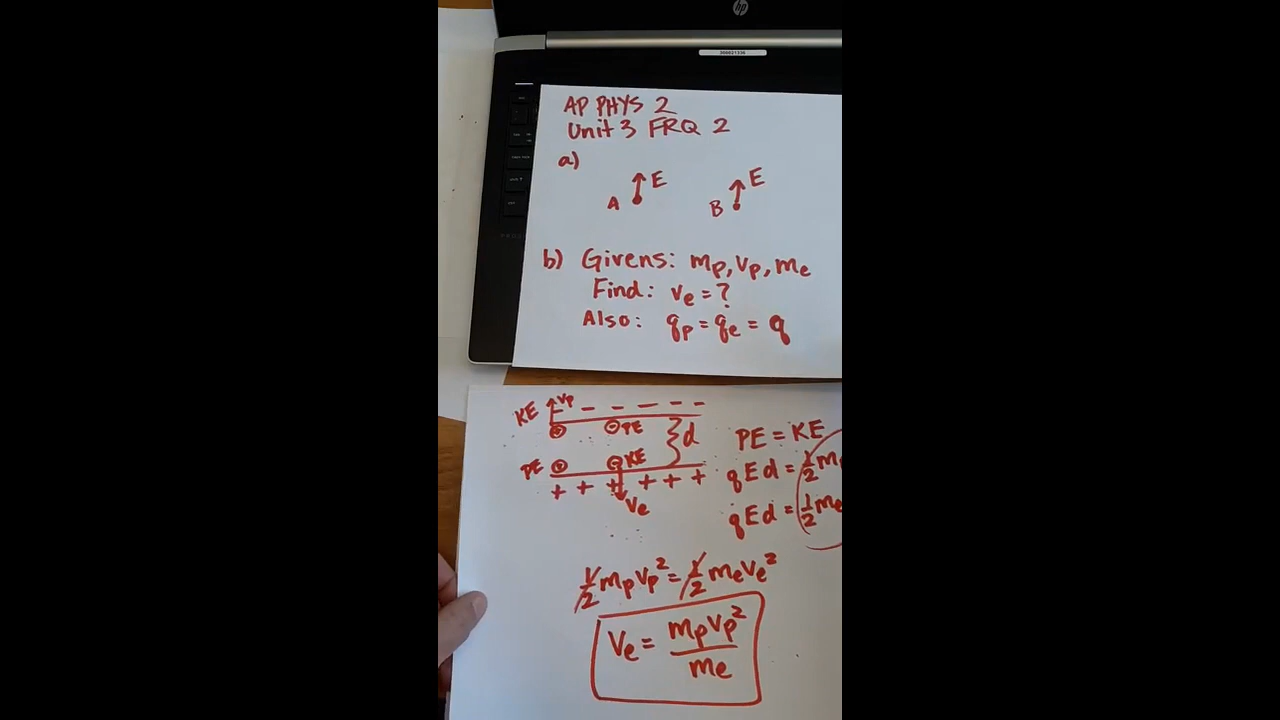 hp
AP PHYS 2
Unit 3 FRQ 2
a)
E E
A B
b) Givens: mp, vp, me
Find: ve = ?
Also: qp = qe = q
KE vp - - - - -
PE d
PE KE
+ + + + + +
ve
PE = KE
qEd = 1/2 m
qEd = 1/2 me
1/2 mpvp² = 1/2 meve²
Ve = mpvp²/me